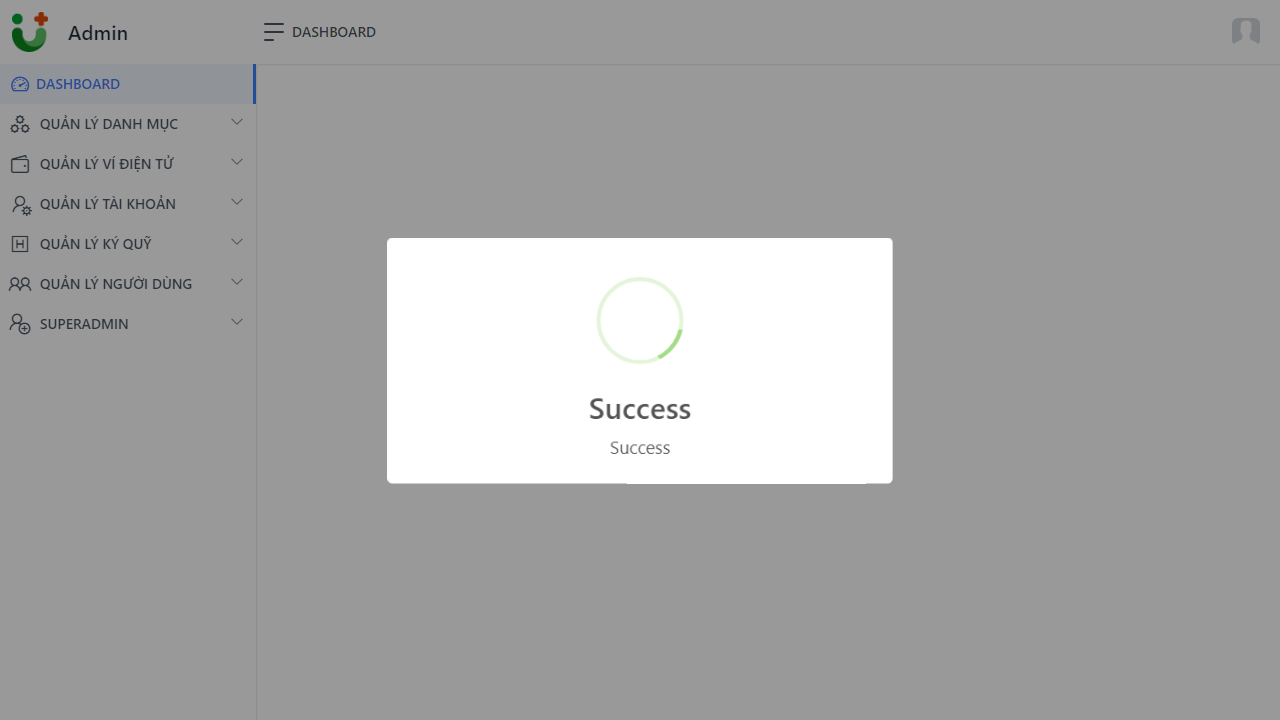 Admin
DASHBOARD
DASHBOARD
QUẢN LÝ DANH MỤC
QUẢN LÝ VÍ ĐIỆN TỬ
QUẢN LÝ TÀI KHOẢN
QUẢN LÝ KÝ QUỸ
QUẢN LÝ NGƯỜI DÙNG
SUPERADMIN
Success
Success